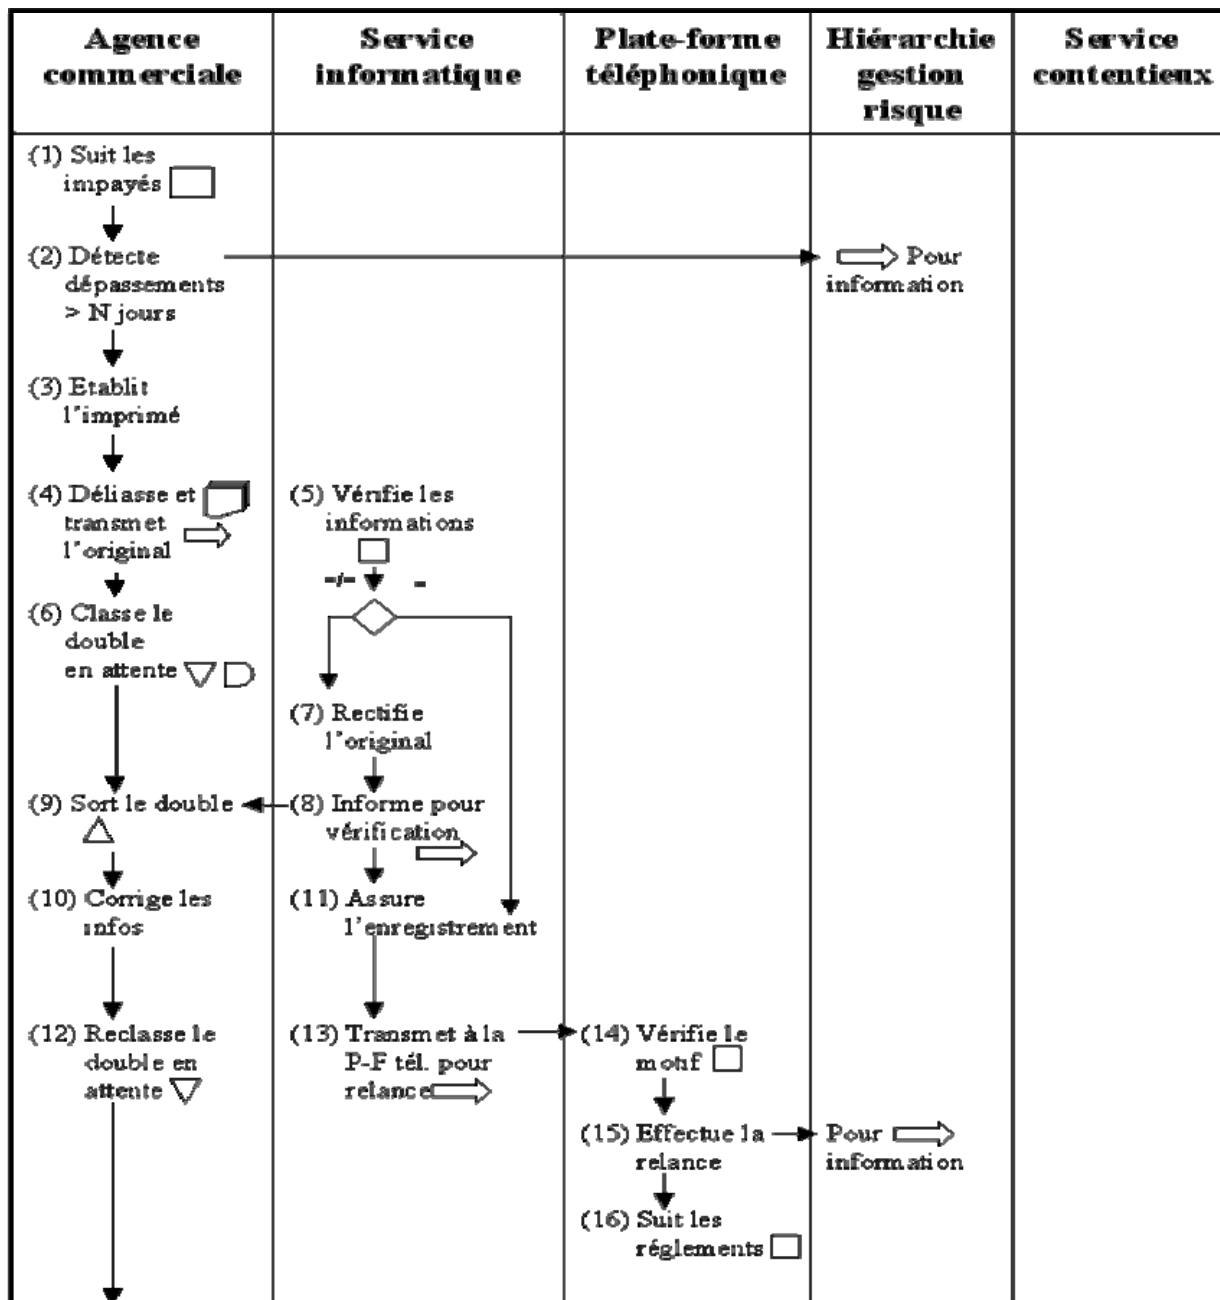 Agence
commerciale
Service
informatique
Plate-forme
téléphonique
Hiérarchie
gestion
risque
Service
contentieux
(1) Suit les
impayés
(2) Détecte
dépassements
> N jours
Pour
information
(3) Etablit
l'imprimé
(4) Déliasse et
transmet
l'original
(5) Vérifie les
informations
=/=
=
(6) Classe le
double
en attente
(7) Rectifie
l'original
(9) Sort le double
(8) Informe pour
vérification
(10) Corrige les
infos
(11) Assure
l'enregistrement
(12) Reclasse le
double en
attente
(13) Transmet à la
P-F tél. pour
relance
(14) Vérifie le
motif
(15) Effectue la
relance
Pour
information
(16) Suit les
réglements